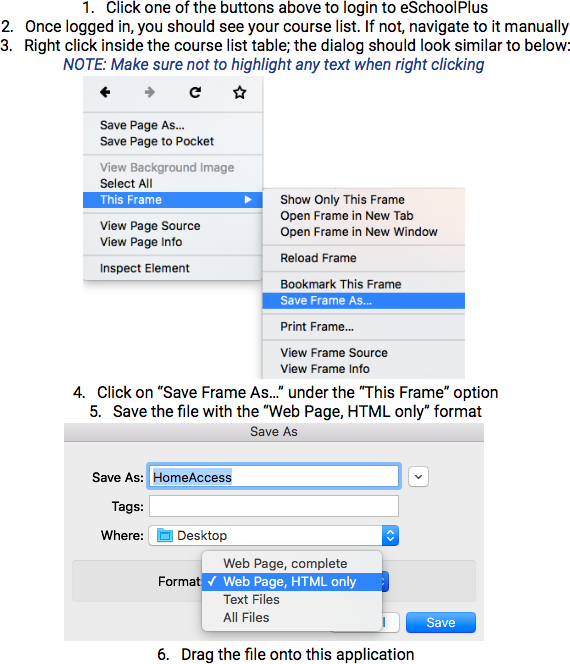 1. Click one of the buttons above to login to eSchoolPlus
2. Once logged in, you should see your course list. If not, navigate to it manually
3. Right click inside the course list table; the dialog should look similar to below:
NOTE: Make sure not to highlight any text when right clicking
Save Page As...
Save Page to Pocket
View Background Image
Select All
This Frame
View Page Source
View Page Info
Inspect Element
Show Only This Frame
Open Frame in New Tab
Open Frame in New Window
Reload Frame
Bookmark This Frame
Save Frame As...
Print Frame...
View Frame Source
View Frame Info
4. Click on “Save Frame As...” under the “This Frame” option
5. Save the file with the “Web Page, HTML only” format
Save As
Save As: HomeAccess
Tags:
Where: Desktop
Web Page, complete
Format ✓ Web Page, HTML only
Text Files
All Files
Save
6. Drag the file onto this application